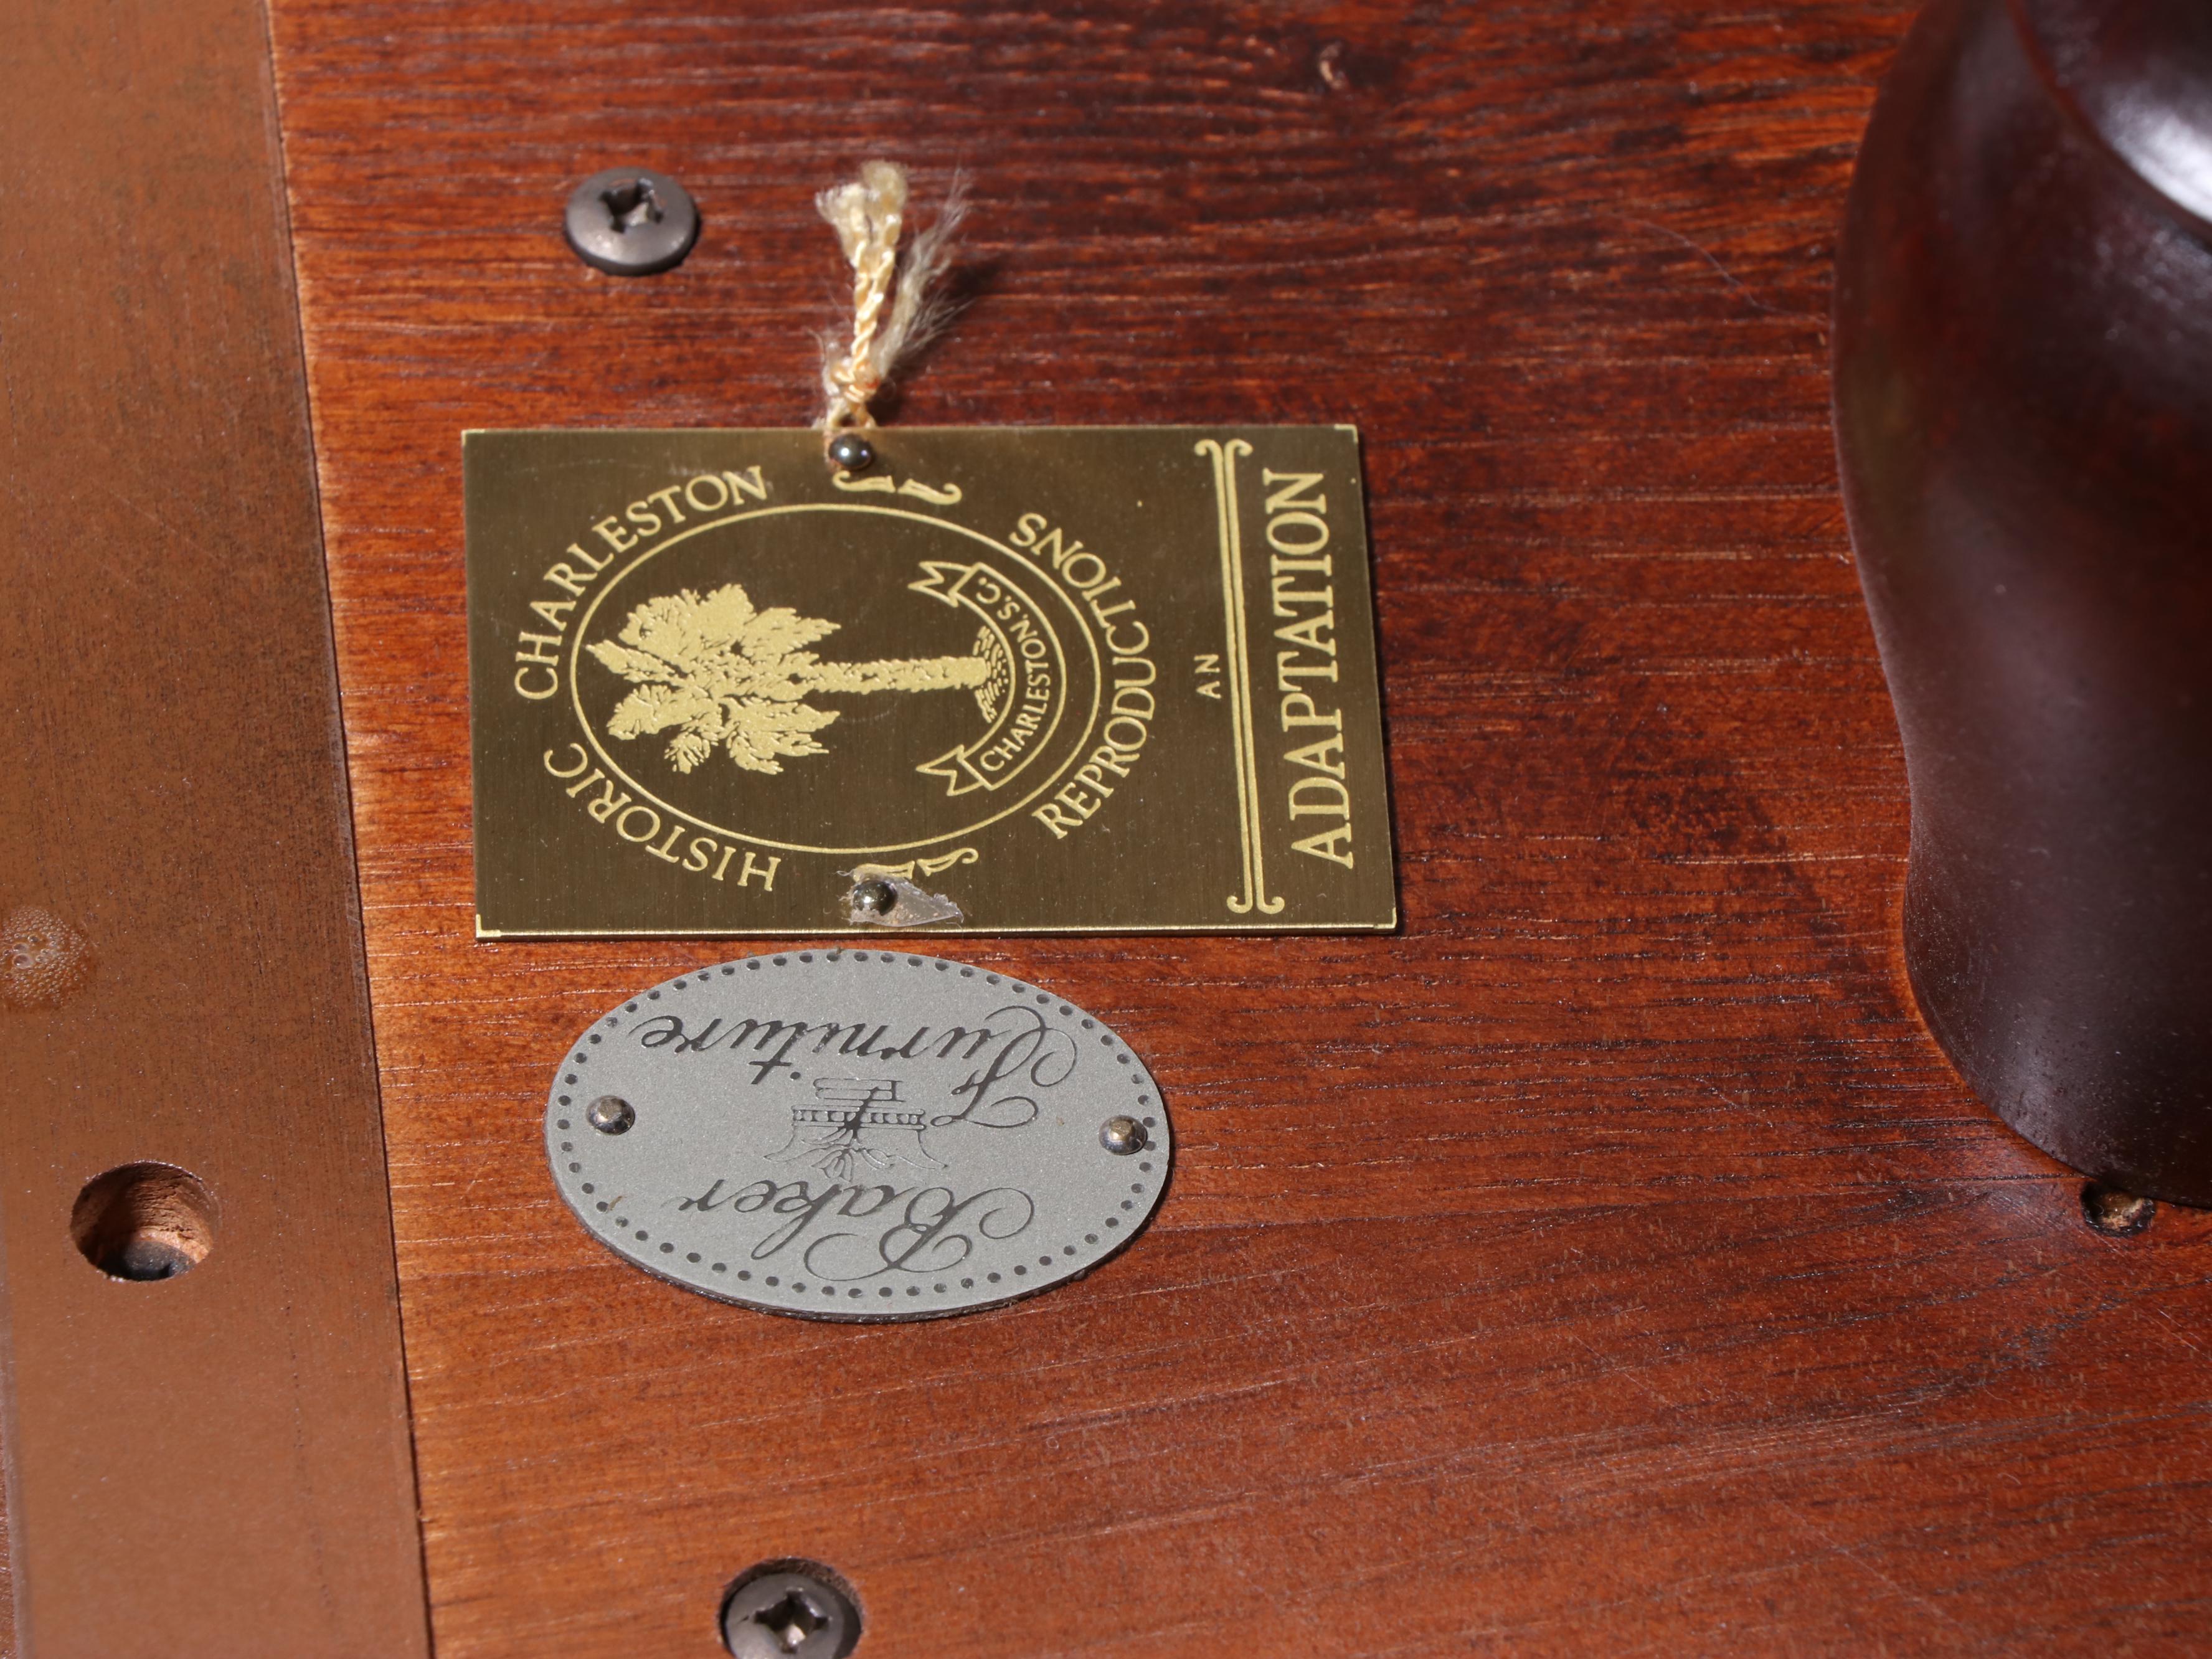 HISTORIC CHARLESTON
REPRODUCTIONS
CHARLESTON, S.C.
AN
ADAPTATION
Baker
Furniture